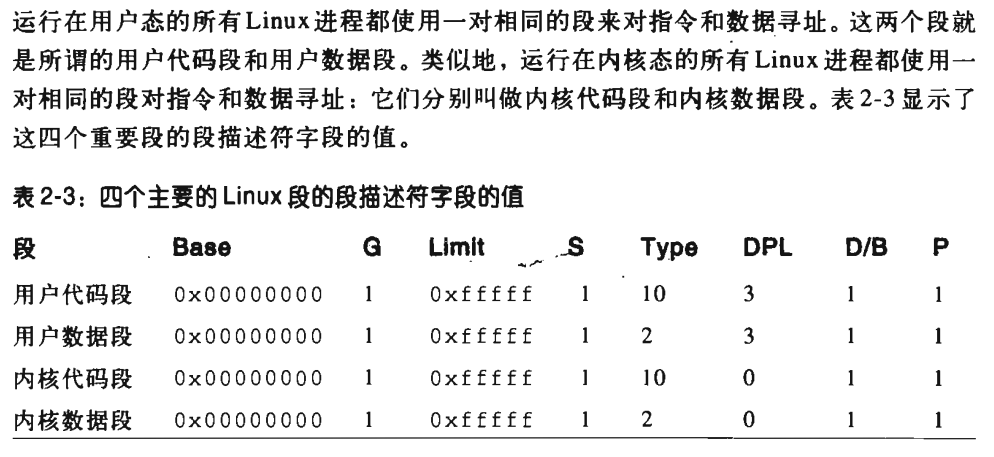 运行在用户态的所有Linux进程都使用一对相同的段来对指令和数据寻址。这两个段就
是所谓的用户代码段和用户数据段。类似地，运行在内核态的所有Linux进程都使用一
对相同的段对指令和数据寻址：它们分别叫做内核代码段和内核数据段。表2-3显示了
这四个重要段的段描述符字段的值。
表2-3：四个主要的Linux段的段描述符字段的值
段 Base G Limit S Type DPL D/B P
用户代码段 0x00000000 1 0xfffff 1 10 3 1 1
用户数据段 0x00000000 1 0xfffff 1 2 3 1 1
内核代码段 0x00000000 1 0xfffff 1 10 0 1 1
内核数据段 0x00000000 1 0xfffff 1 2 0 1 1